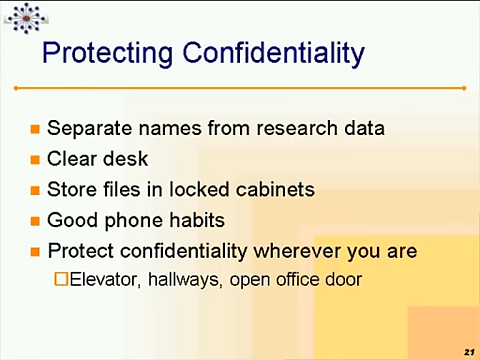 Protecting Confidentiality
Separate names from research data
Clear desk
Store files in locked cabinets
Good phone habits
Protect confidentiality wherever you are
Elevator, hallways, open office door
21